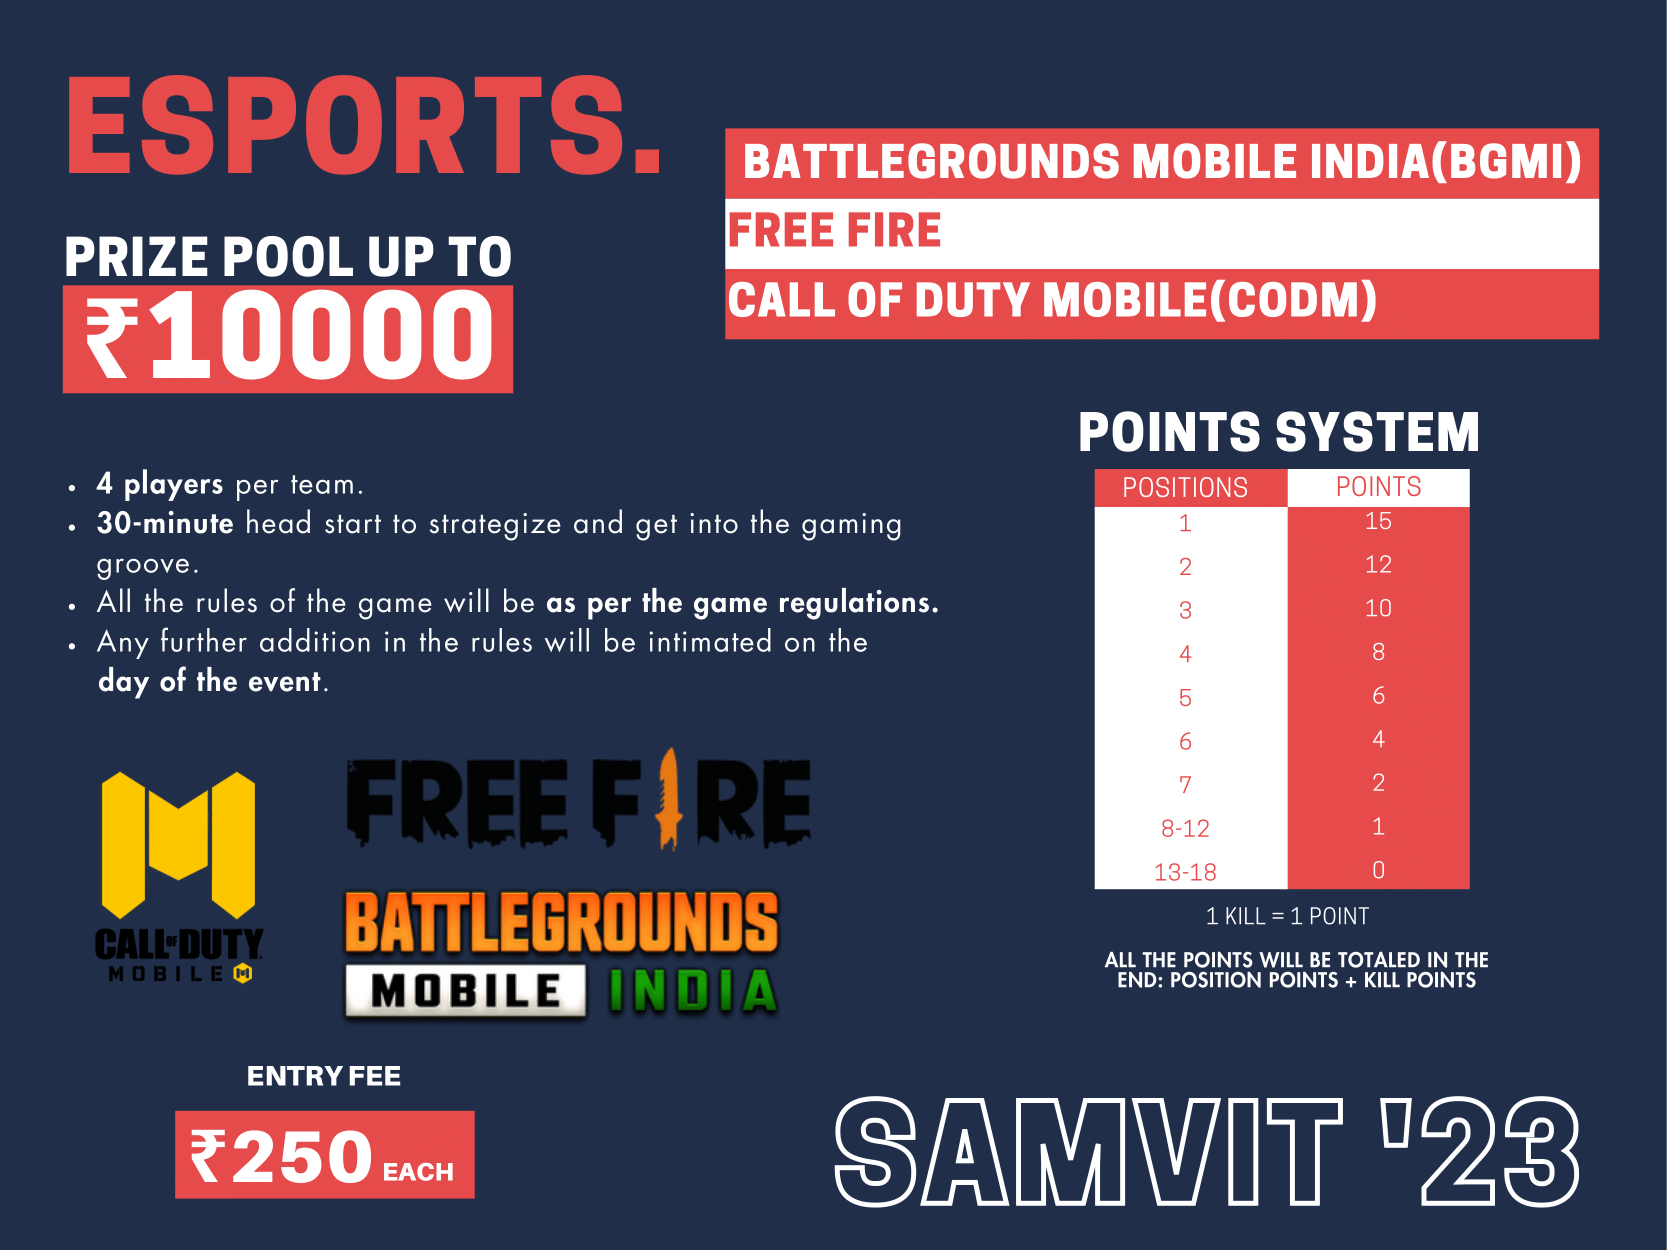 ESPORTS.
PRIZE POOL UP TO
₹10000
BATTLEGROUNDS MOBILE INDIA(BGMI)
FREE FIRE
CALL OF DUTY MOBILE(CODM)
• 4 players per team.
• 30-minute head start to strategize and get into the gaming
groove.
• All the rules of the game will be as per the game regulations.
• Any further addition in the rules will be intimated on the
day of the event.
POINTS SYSTEM
POSITIONS POINTS
1 15
2 12
3 10
4 8
5 6
6 4
7 2
8-12 1
13-18 0
1 KILL = 1 POINT
ALL THE POINTS WILL BE TOTALED IN THE
END: POSITION POINTS + KILL POINTS
CALL OF DUTY
MOBILE
FREE FIRE
BATTLEGROUNDS
MOBILE INDIA
ENTRY FEE
₹250 EACH
SAMVIT '23